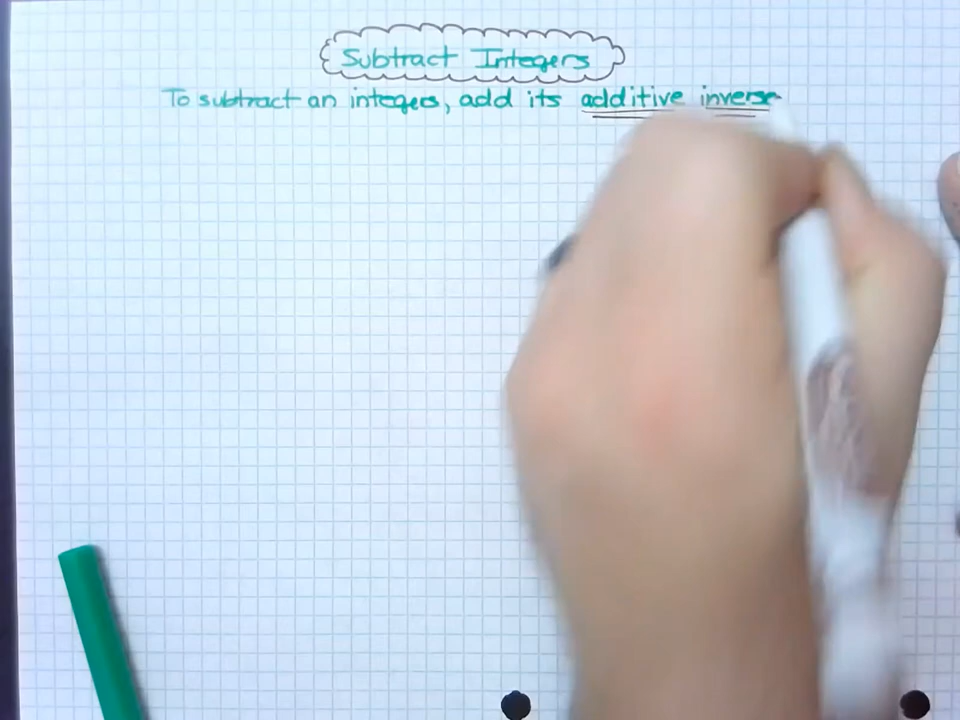 Subtract Integers
To subtract an integers, add its additive inverse